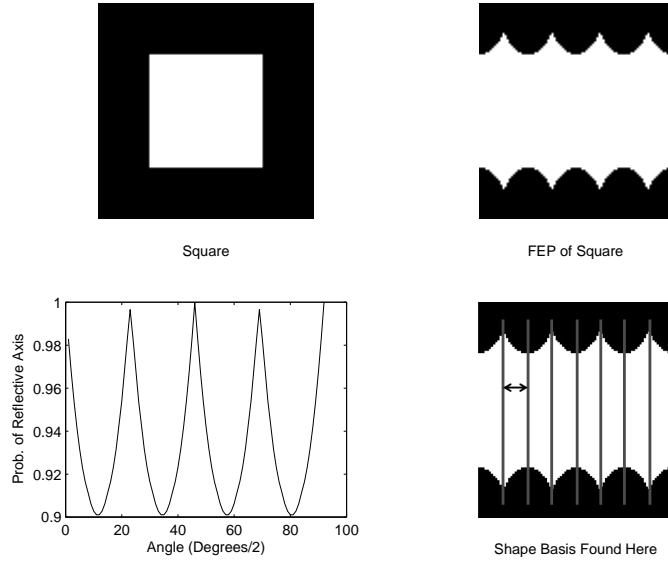 Square
FEP of Square
Prob. of Reflective Axis
1
0.98
0.96
0.94
0.92
0.9
0
20
40
60
80
100
Angle (Degrees/2)
Shape Basis Found Here